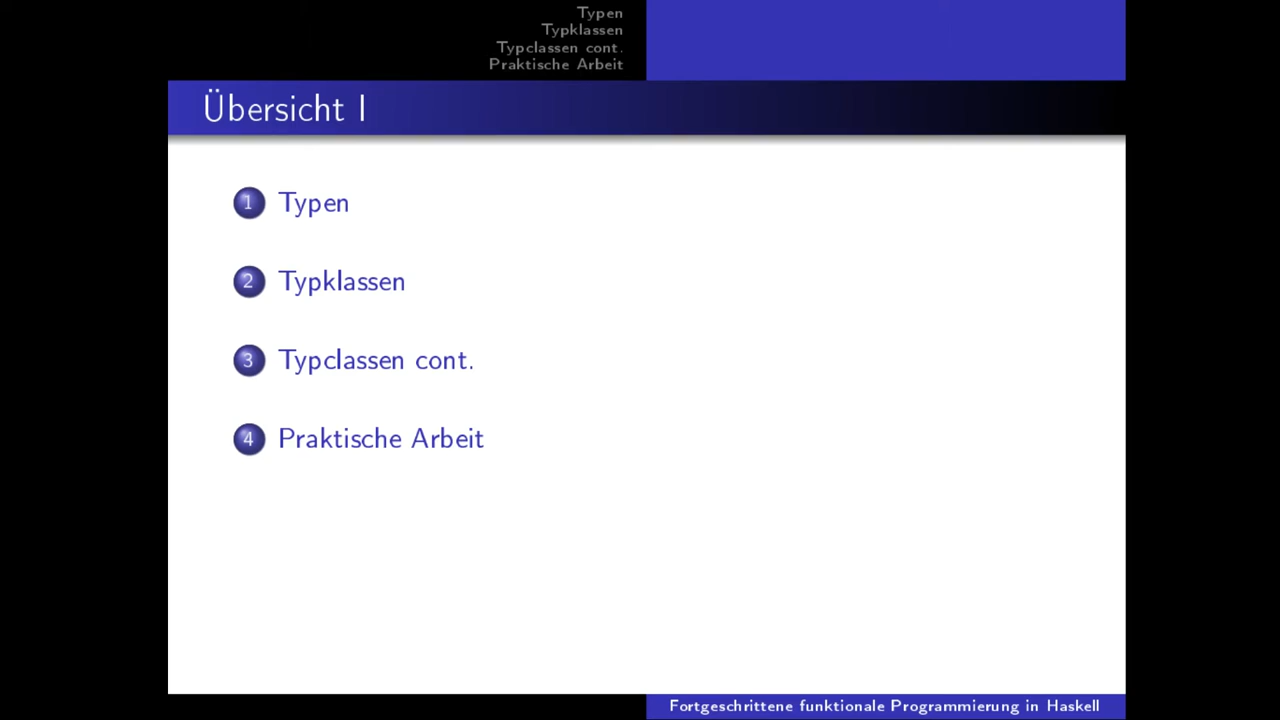 Typen
Typklassen
Typclassen cont.
Praktische Arbeit
Übersicht I
1 Typen
2 Typklassen
3 Typclassen cont.
4 Praktische Arbeit
Fortgeschrittene funktionale Programmierung in Haskell